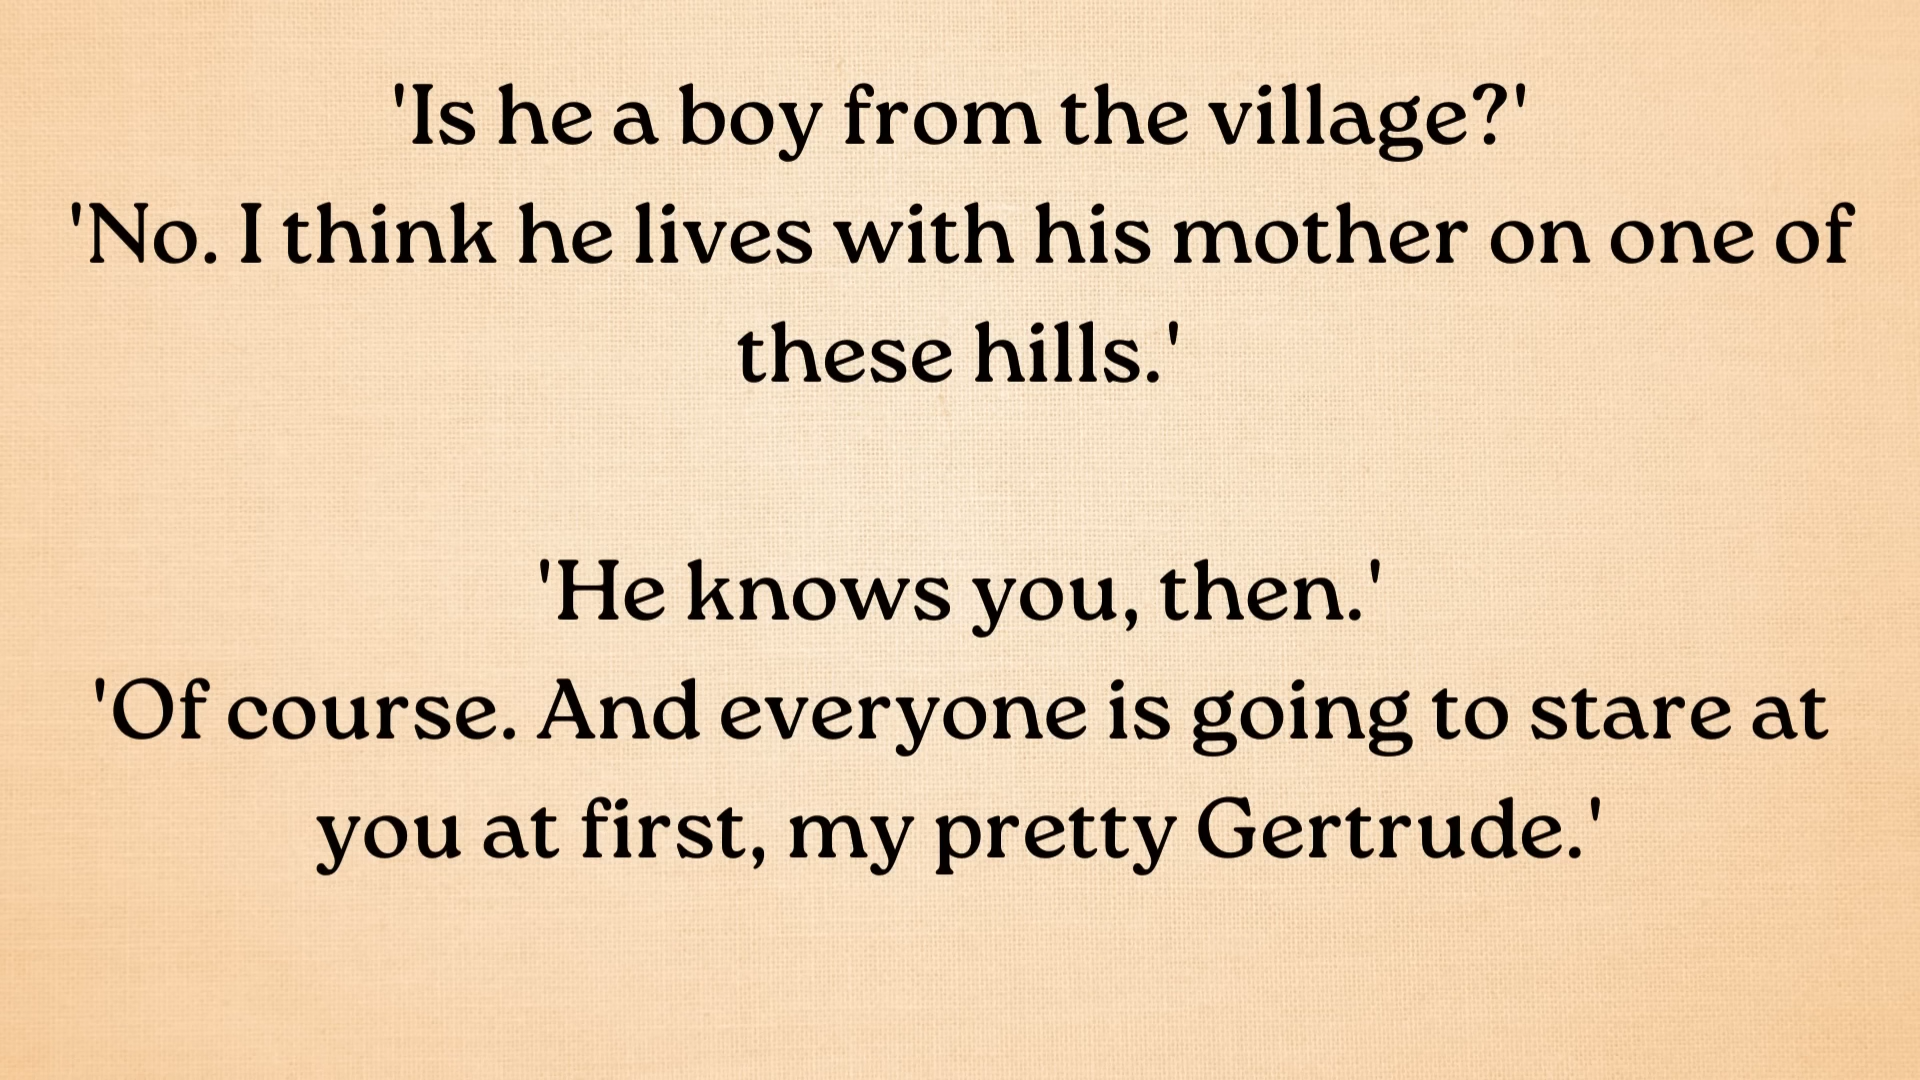 'Is he a boy from the village?'
'No. I think he lives with his mother on one of
these hills.'
'He knows you, then.'
'Of course. And everyone is going to stare at
you at first, my pretty Gertrude.'